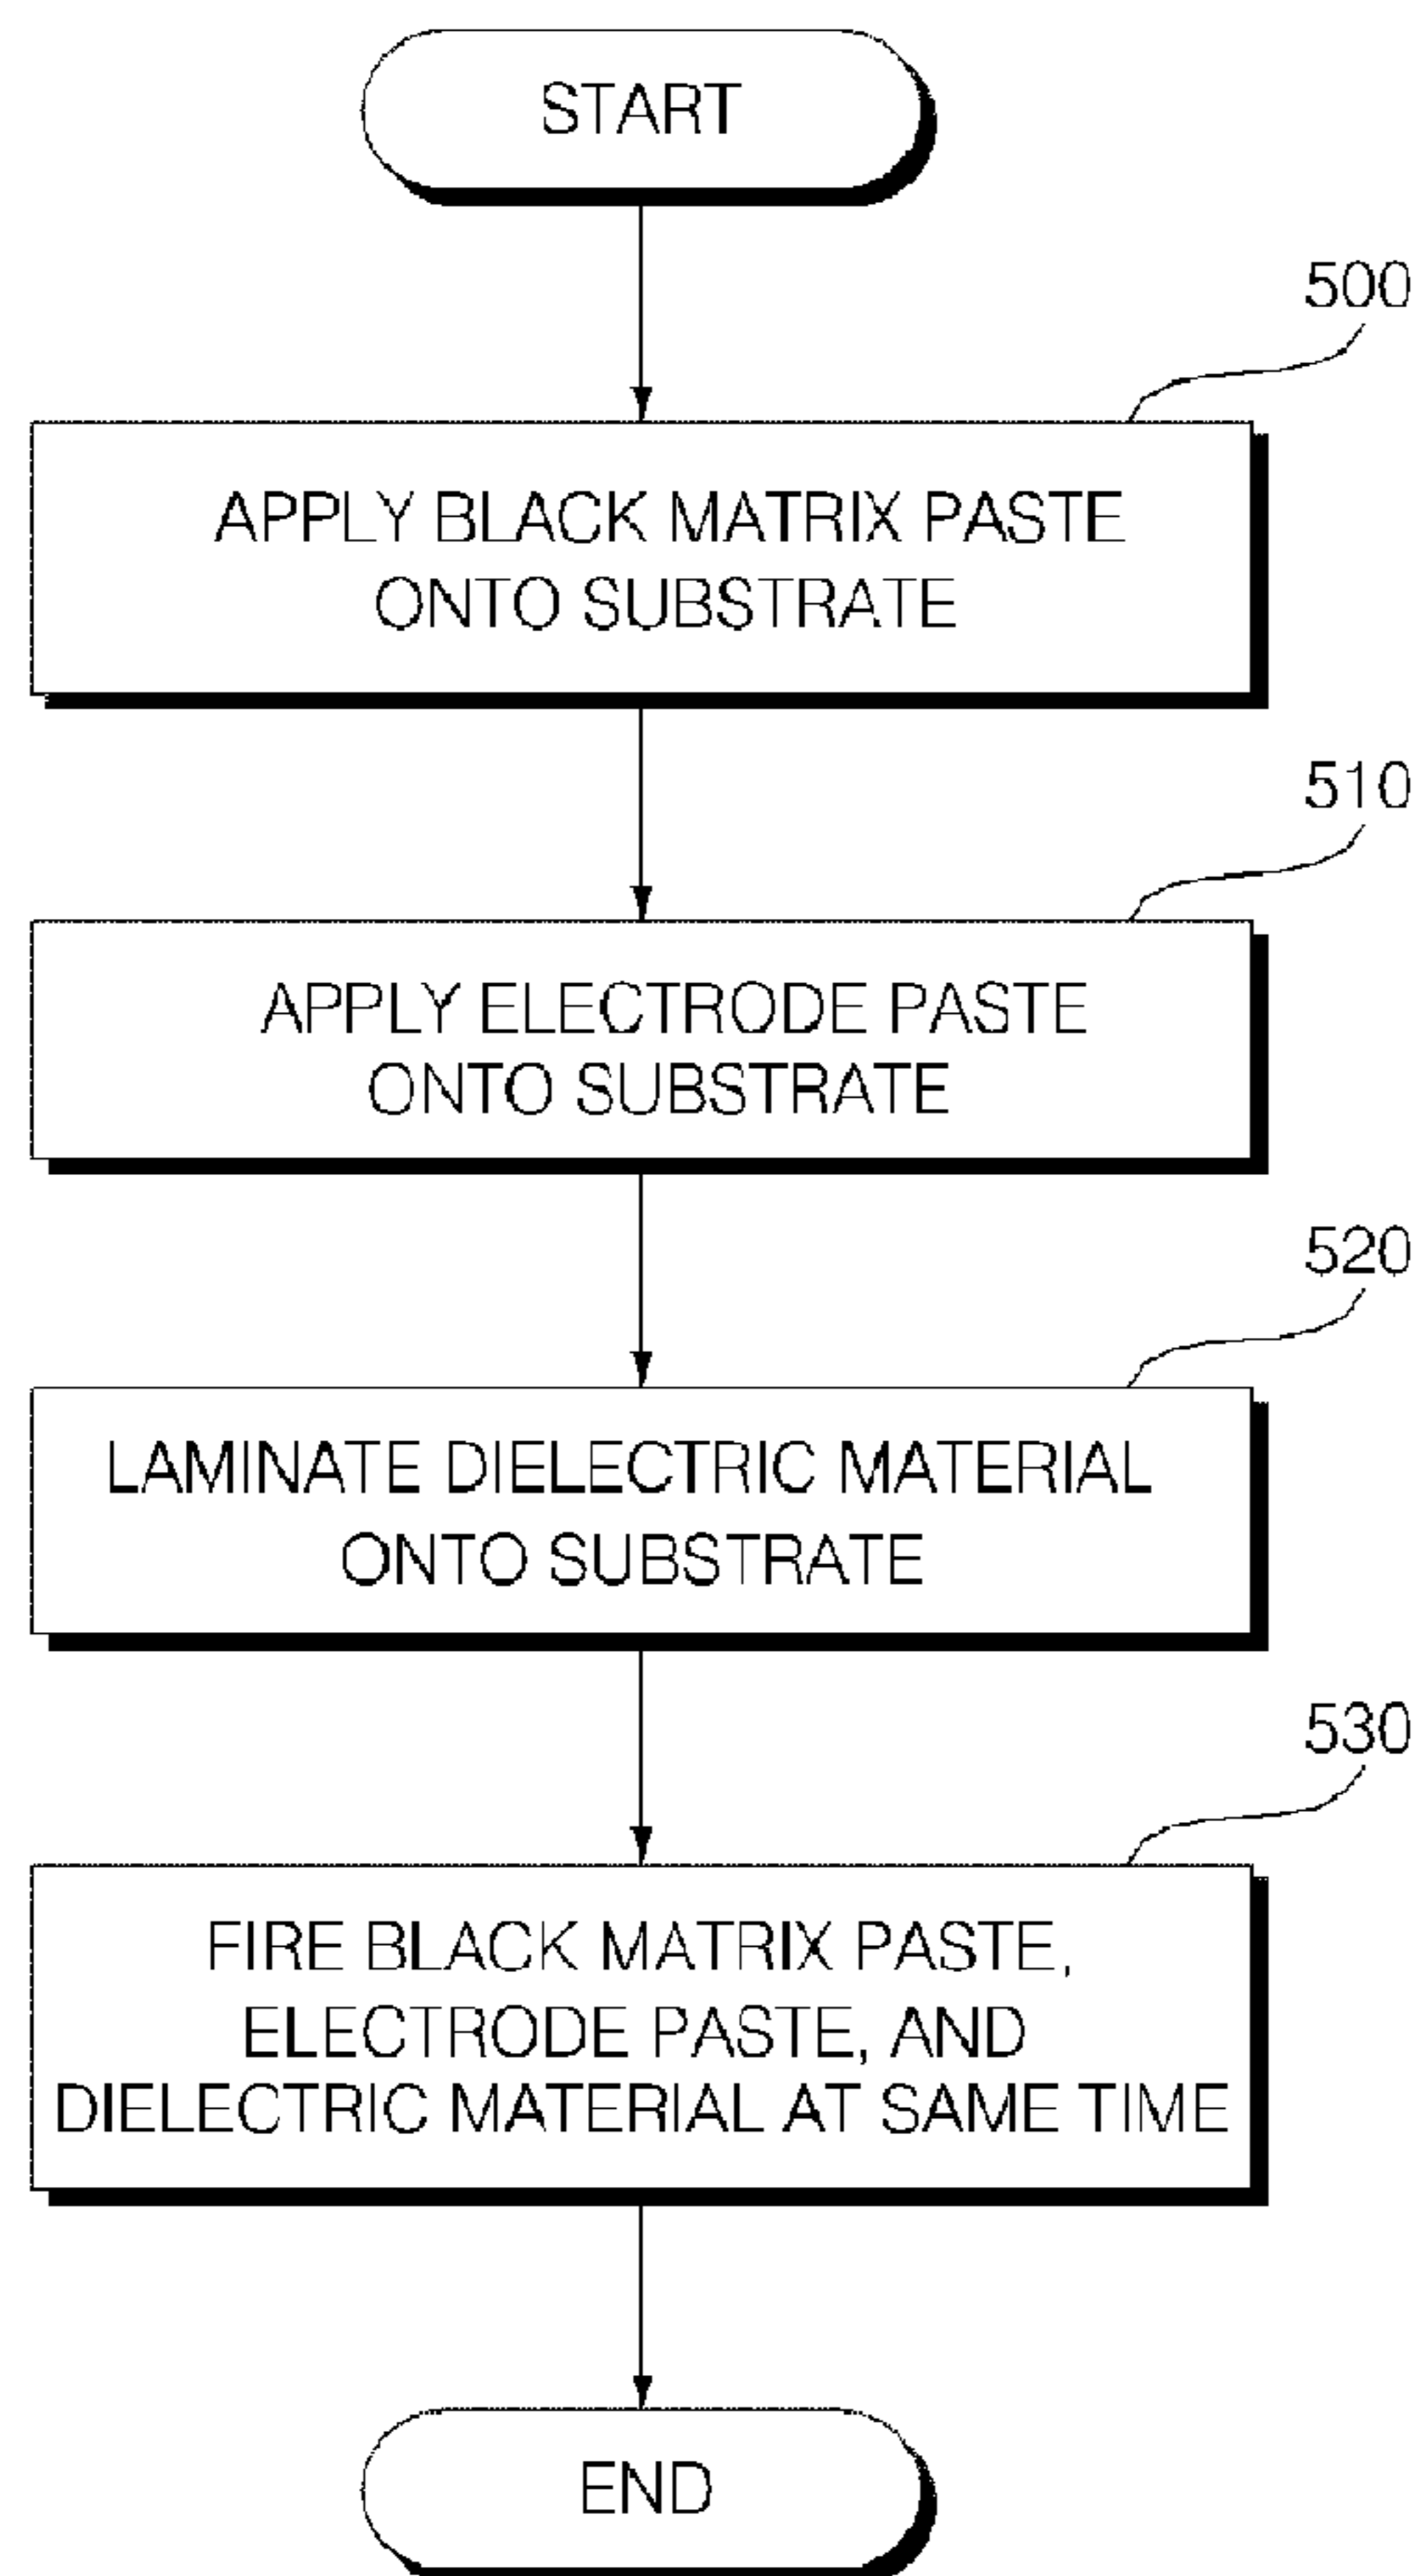 START
500
APPLY BLACK MATRIX PASTE
ONTO SUBSTRATE
510
APPLY ELECTRODE PASTE
ONTO SUBSTRATE
520
LAMINATE DIELECTRIC MATERIAL
ONTO SUBSTRATE
530
FIRE BLACK MATRIX PASTE,
ELECTRODE PASTE, AND
DIELECTRIC MATERIAL AT SAME TIME
END